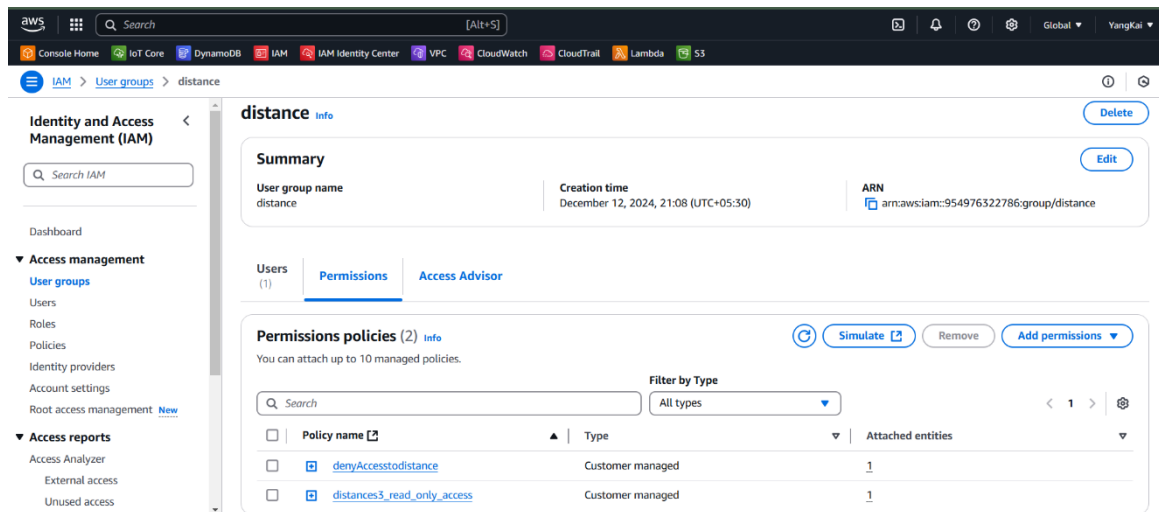 aws Search [Alt+S] Global YangKai
Console Home IoT Core DynamoDB IAM IAM Identity Center VPC CloudWatch CloudTrail Lambda S3
IAM > User groups > distance
Identity and Access
Management (IAM)
Search IAM
Dashboard
Access management
User groups
Users
Roles
Policies
Identity providers
Account settings
Root access management New
Access reports
Access Analyzer
External access
Unused access
distance Info Delete
Summary Edit
User group name Creation time ARN
distance December 12, 2024, 21:08 (UTC+05:30) arn:aws:iam::954976322786:group/distance
Users
(1) Permissions Access Advisor
Permissions policies (2) Info Simulate Remove Add permissions
You can attach up to 10 managed policies.
Filter by Type
Search All types 1
Policy name Type Attached entities
denyAccesstodistance Customer managed 1
distances3_read_only_access Customer managed 1